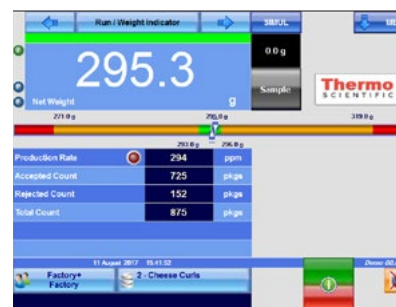 Run / Weight Indicator
SIMUL
0.0 g
295.3
Net Weight
g
Sample
Thermo
SCIENTIFIC
271.0 g
295.0 g
319.0 g
293.0 g
296.0 g
Production Rate 294 ppm
Accepted Count 725 pkgs
Rejected Count 152 pkgs
Total Count 875 pkgs
11 August 2017 15:41:52
Factory+
Factory
2 - Cheese Curls